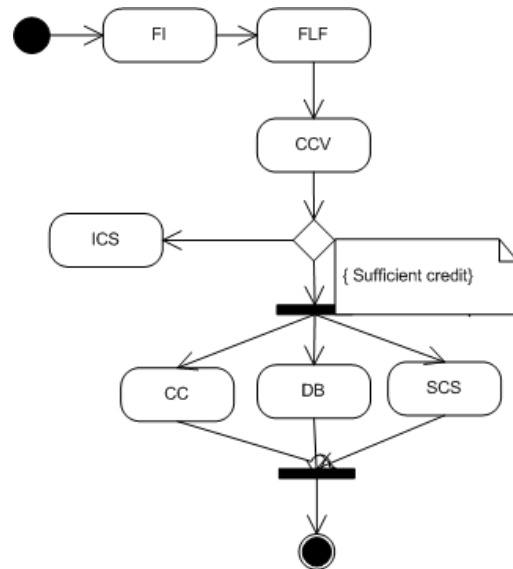 FI
FLF
CCV
ICS
{ Sufficient credit}
CC
DB
SCS